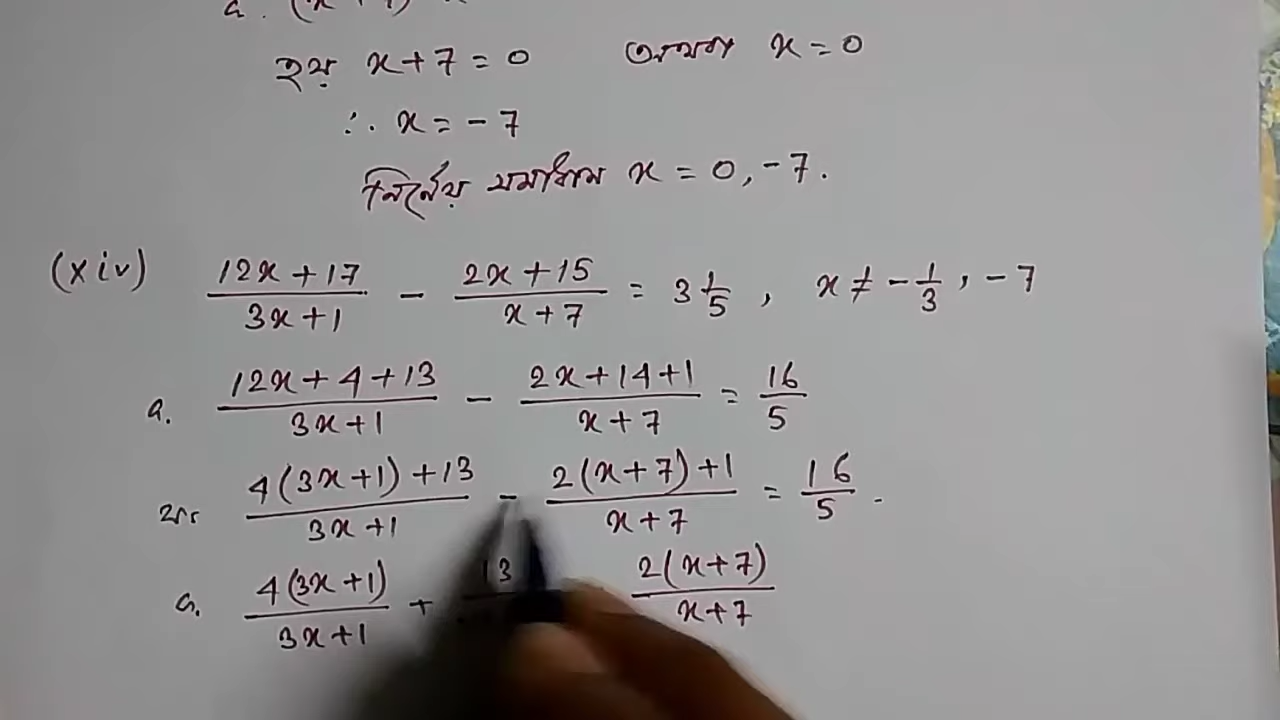 হয় x + 7 = 0 অথবা x = 0
∴ x = - 7
নির্ণেয় সমাধান x = 0, -7.
(xiv) (12x + 17)/(3x + 1) - (2x + 15)/(x + 7) = 3 1/5 , x ≠ - 1/3 , - 7
(12x + 4 + 13)/(3x + 1) - (2x + 14 + 1)/(x + 7) = 16/5
(4(3x + 1) + 13)/(3x + 1) - (2(x + 7) + 1)/(x + 7) = 16/5
4(3x + 1)/(3x + 1) + 13 2(x + 7)/(x + 7)